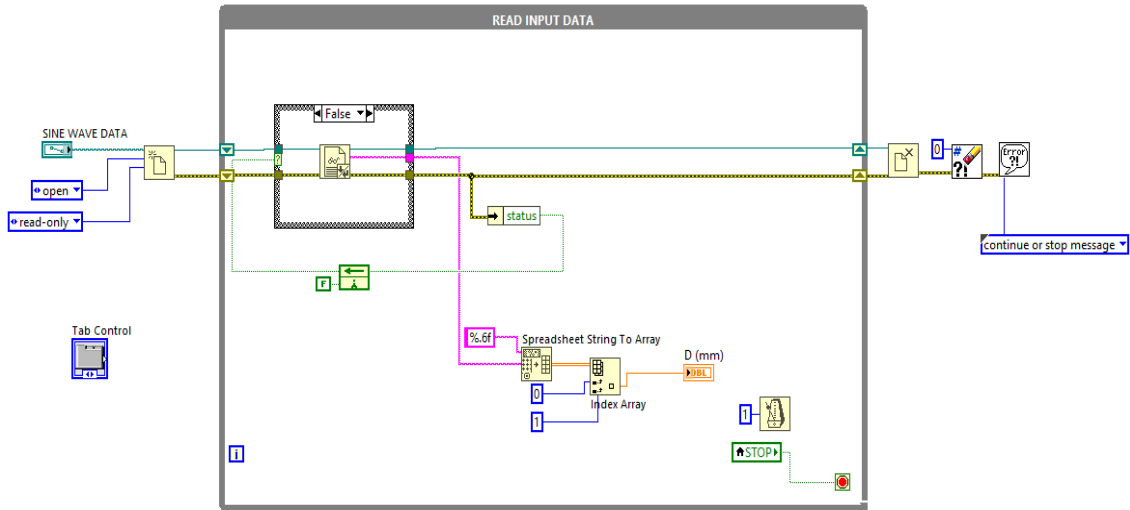 READ INPUT DATA
False
SINE WAVE DATA
?
open
read-only
0
#
?!
Error
?!
status
continue or stop message
F
Tab Control
%.6f
Spreadsheet String To Array
D (mm)
DBL
0
Index Array
1
1
i
STOP